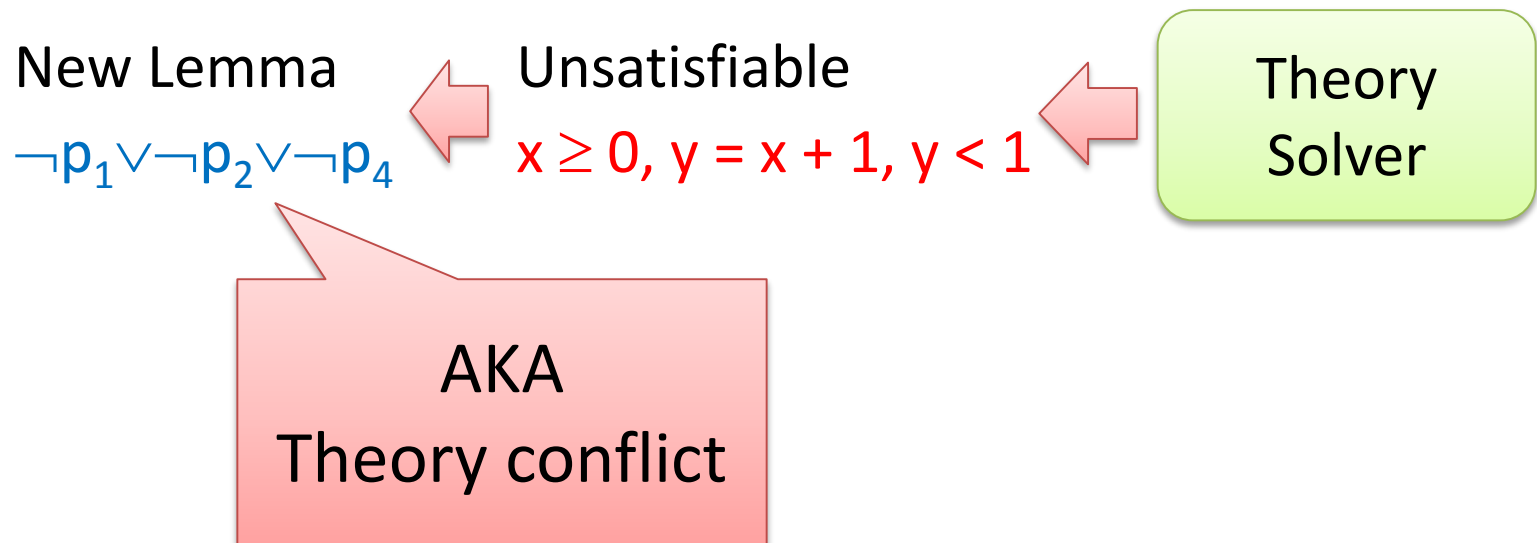 New Lemma
¬p₁∨¬p₂∨¬p₄
Unsatisfiable
x ≥ 0, y = x + 1, y < 1
Theory
Solver
AKA
Theory conflict